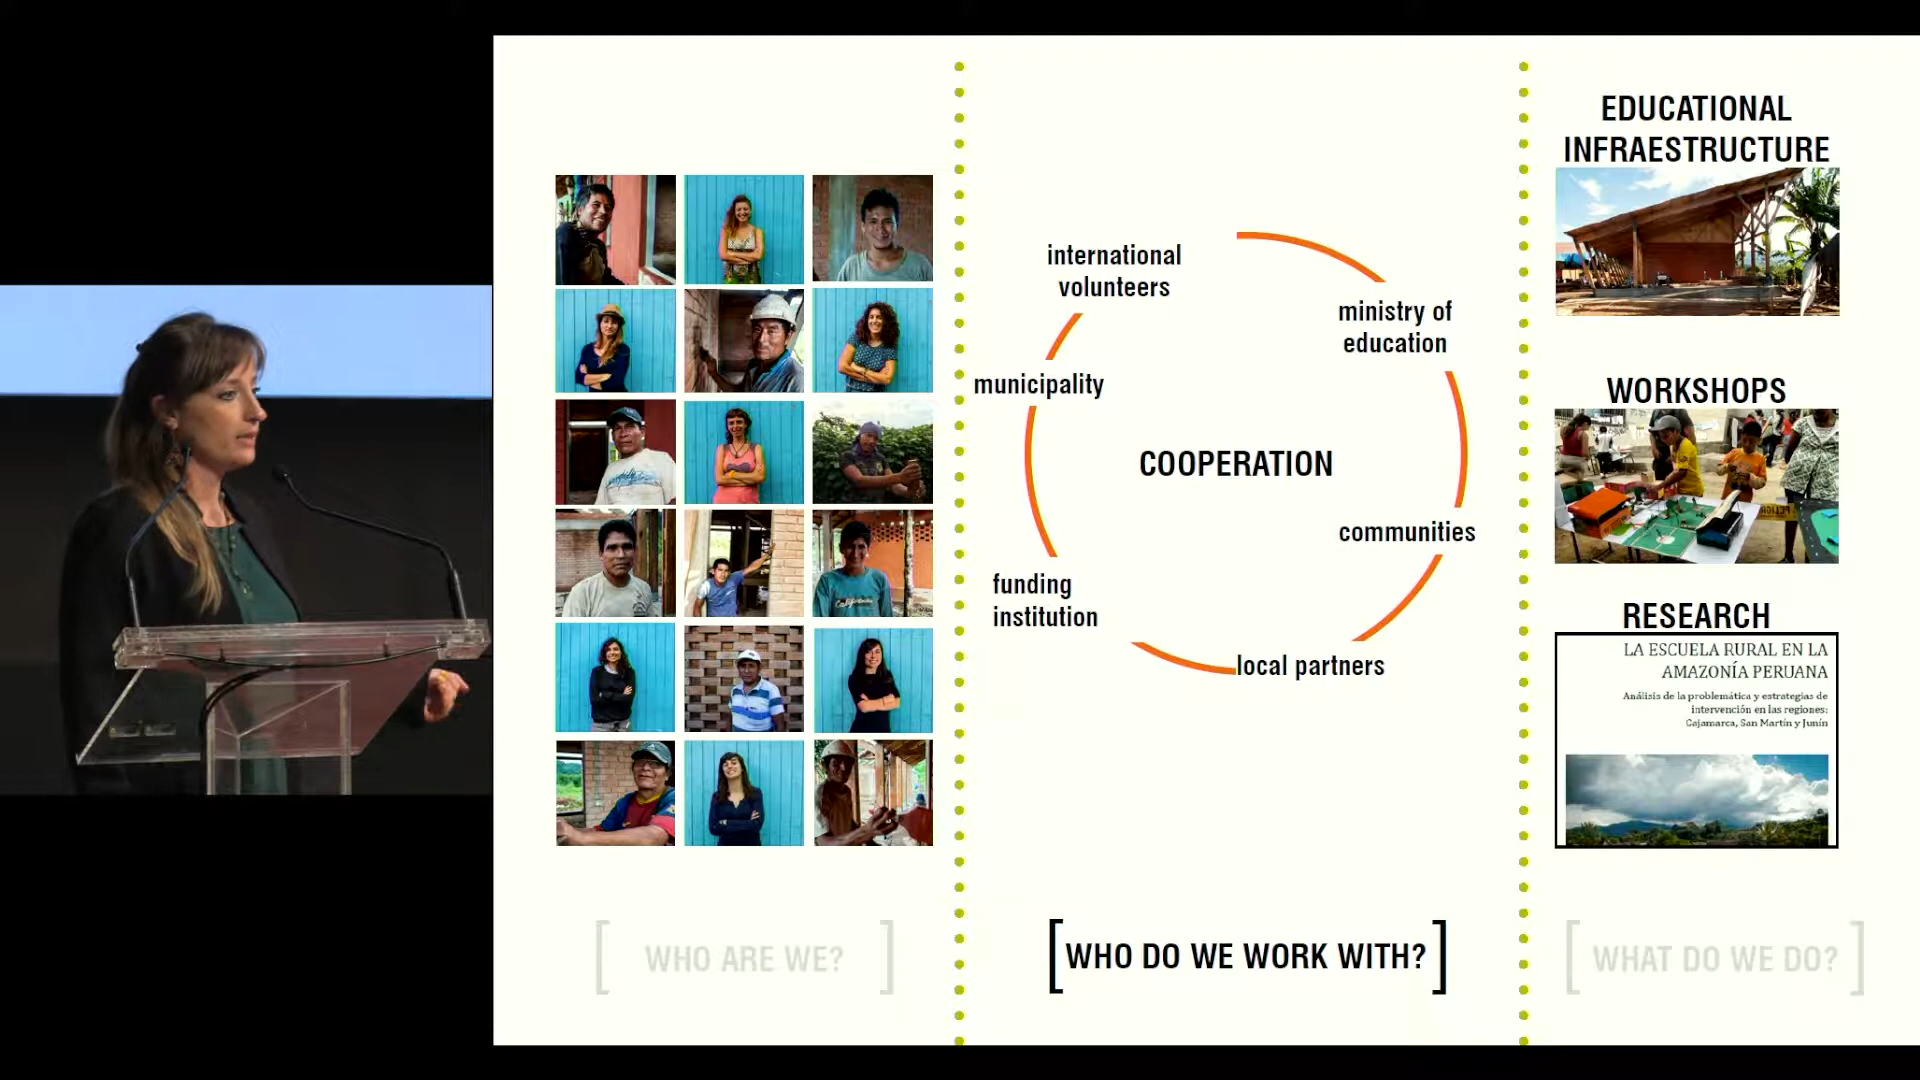 international
volunteers
ministry of
education
municipality
COOPERATION
communities
funding
institution
local partners
EDUCATIONAL
INFRAESTRUCTURE
WORKSHOPS
RESEARCH
LA ESCUELA RURAL EN LA
AMAZONÍA PERUANA
Análisis de la problemática y estrategias de
intervención en las regiones:
Cajamarca, San Martín y Junín
[ WHO ARE WE? ]
[WHO DO WE WORK WITH?]
[ WHAT DO WE DO? ]